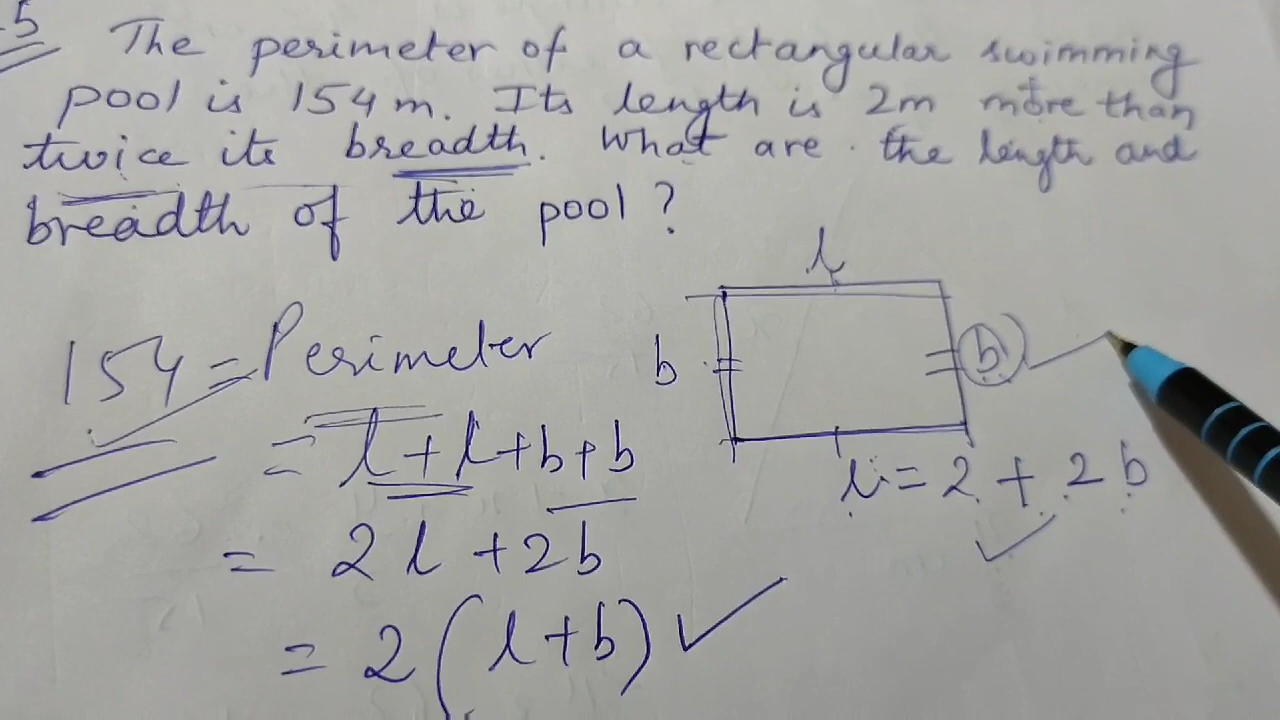 5
The perimeter of a rectangular swimming
pool is 154 m. Its length is 2m more than
twice its breadth. What are the length and
breadth of the pool?
154 = Perimeter
= l + l + b + b
= 2l + 2b
= 2(l + b)
l
b
b
l = 2 + 2b